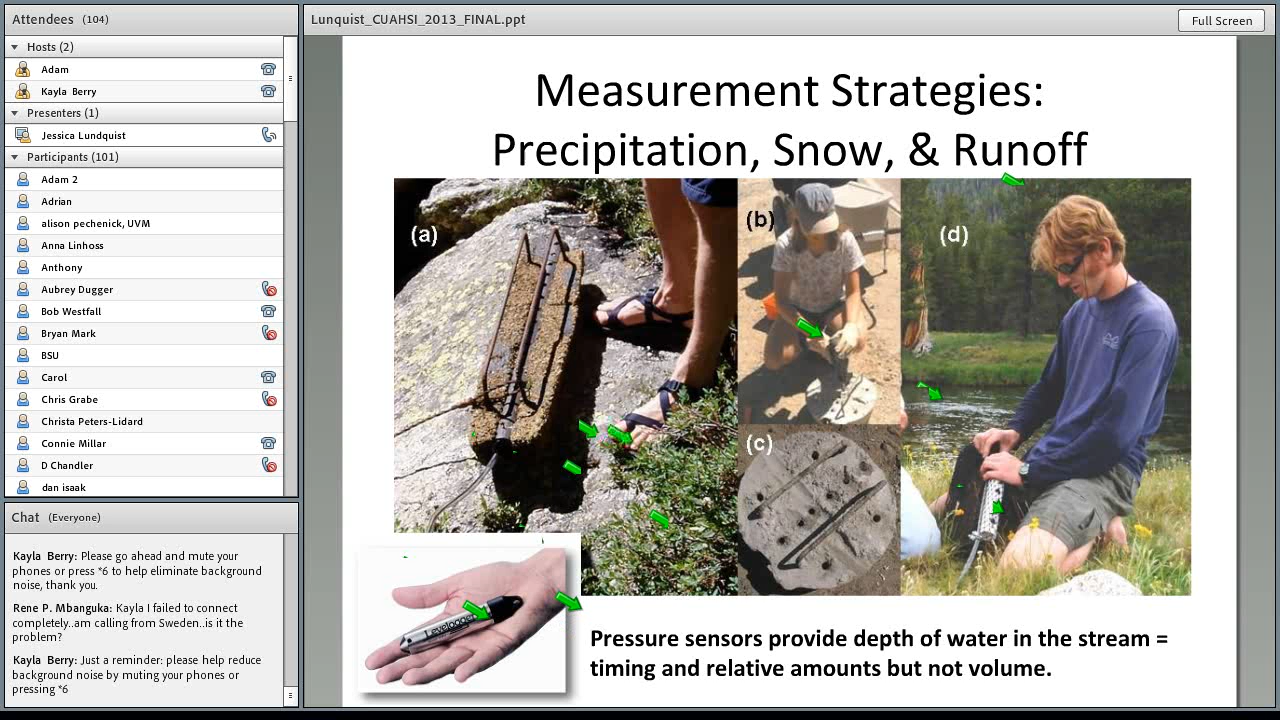 Attendees (104)
Hosts (2)
Adam
Kayla Berry
Presenters (1)
Jessica Lundquist
Participants (101)
Adam 2
Adrian
alison pechenick, UVM
Anna Linhoss
Anthony
Aubrey Dugger
Bob Westfall
Bryan Mark
BSU
Carol
Chris Grabe
Christa Peters-Lidard
Connie Millar
D Chandler
dan isaak
Chat (Everyone)
Kayla Berry: Please go ahead and mute your
phones or press *6 to help eliminate background
noise, thank you.
Rene P. Mbanguka: Kayla I failed to connect
completely..am calling from Sweden..is it the
problem?
Kayla Berry: Just a reminder: please help reduce
background noise by muting your phones or
pressing *6
Lunquist_CUAHSI_2013_FINAL.ppt
Full Screen
Measurement Strategies:
Precipitation, Snow, & Runoff
(a)
(b)
(c)
(d)
Levelogger
Pressure sensors provide depth of water in the stream =
timing and relative amounts but not volume.